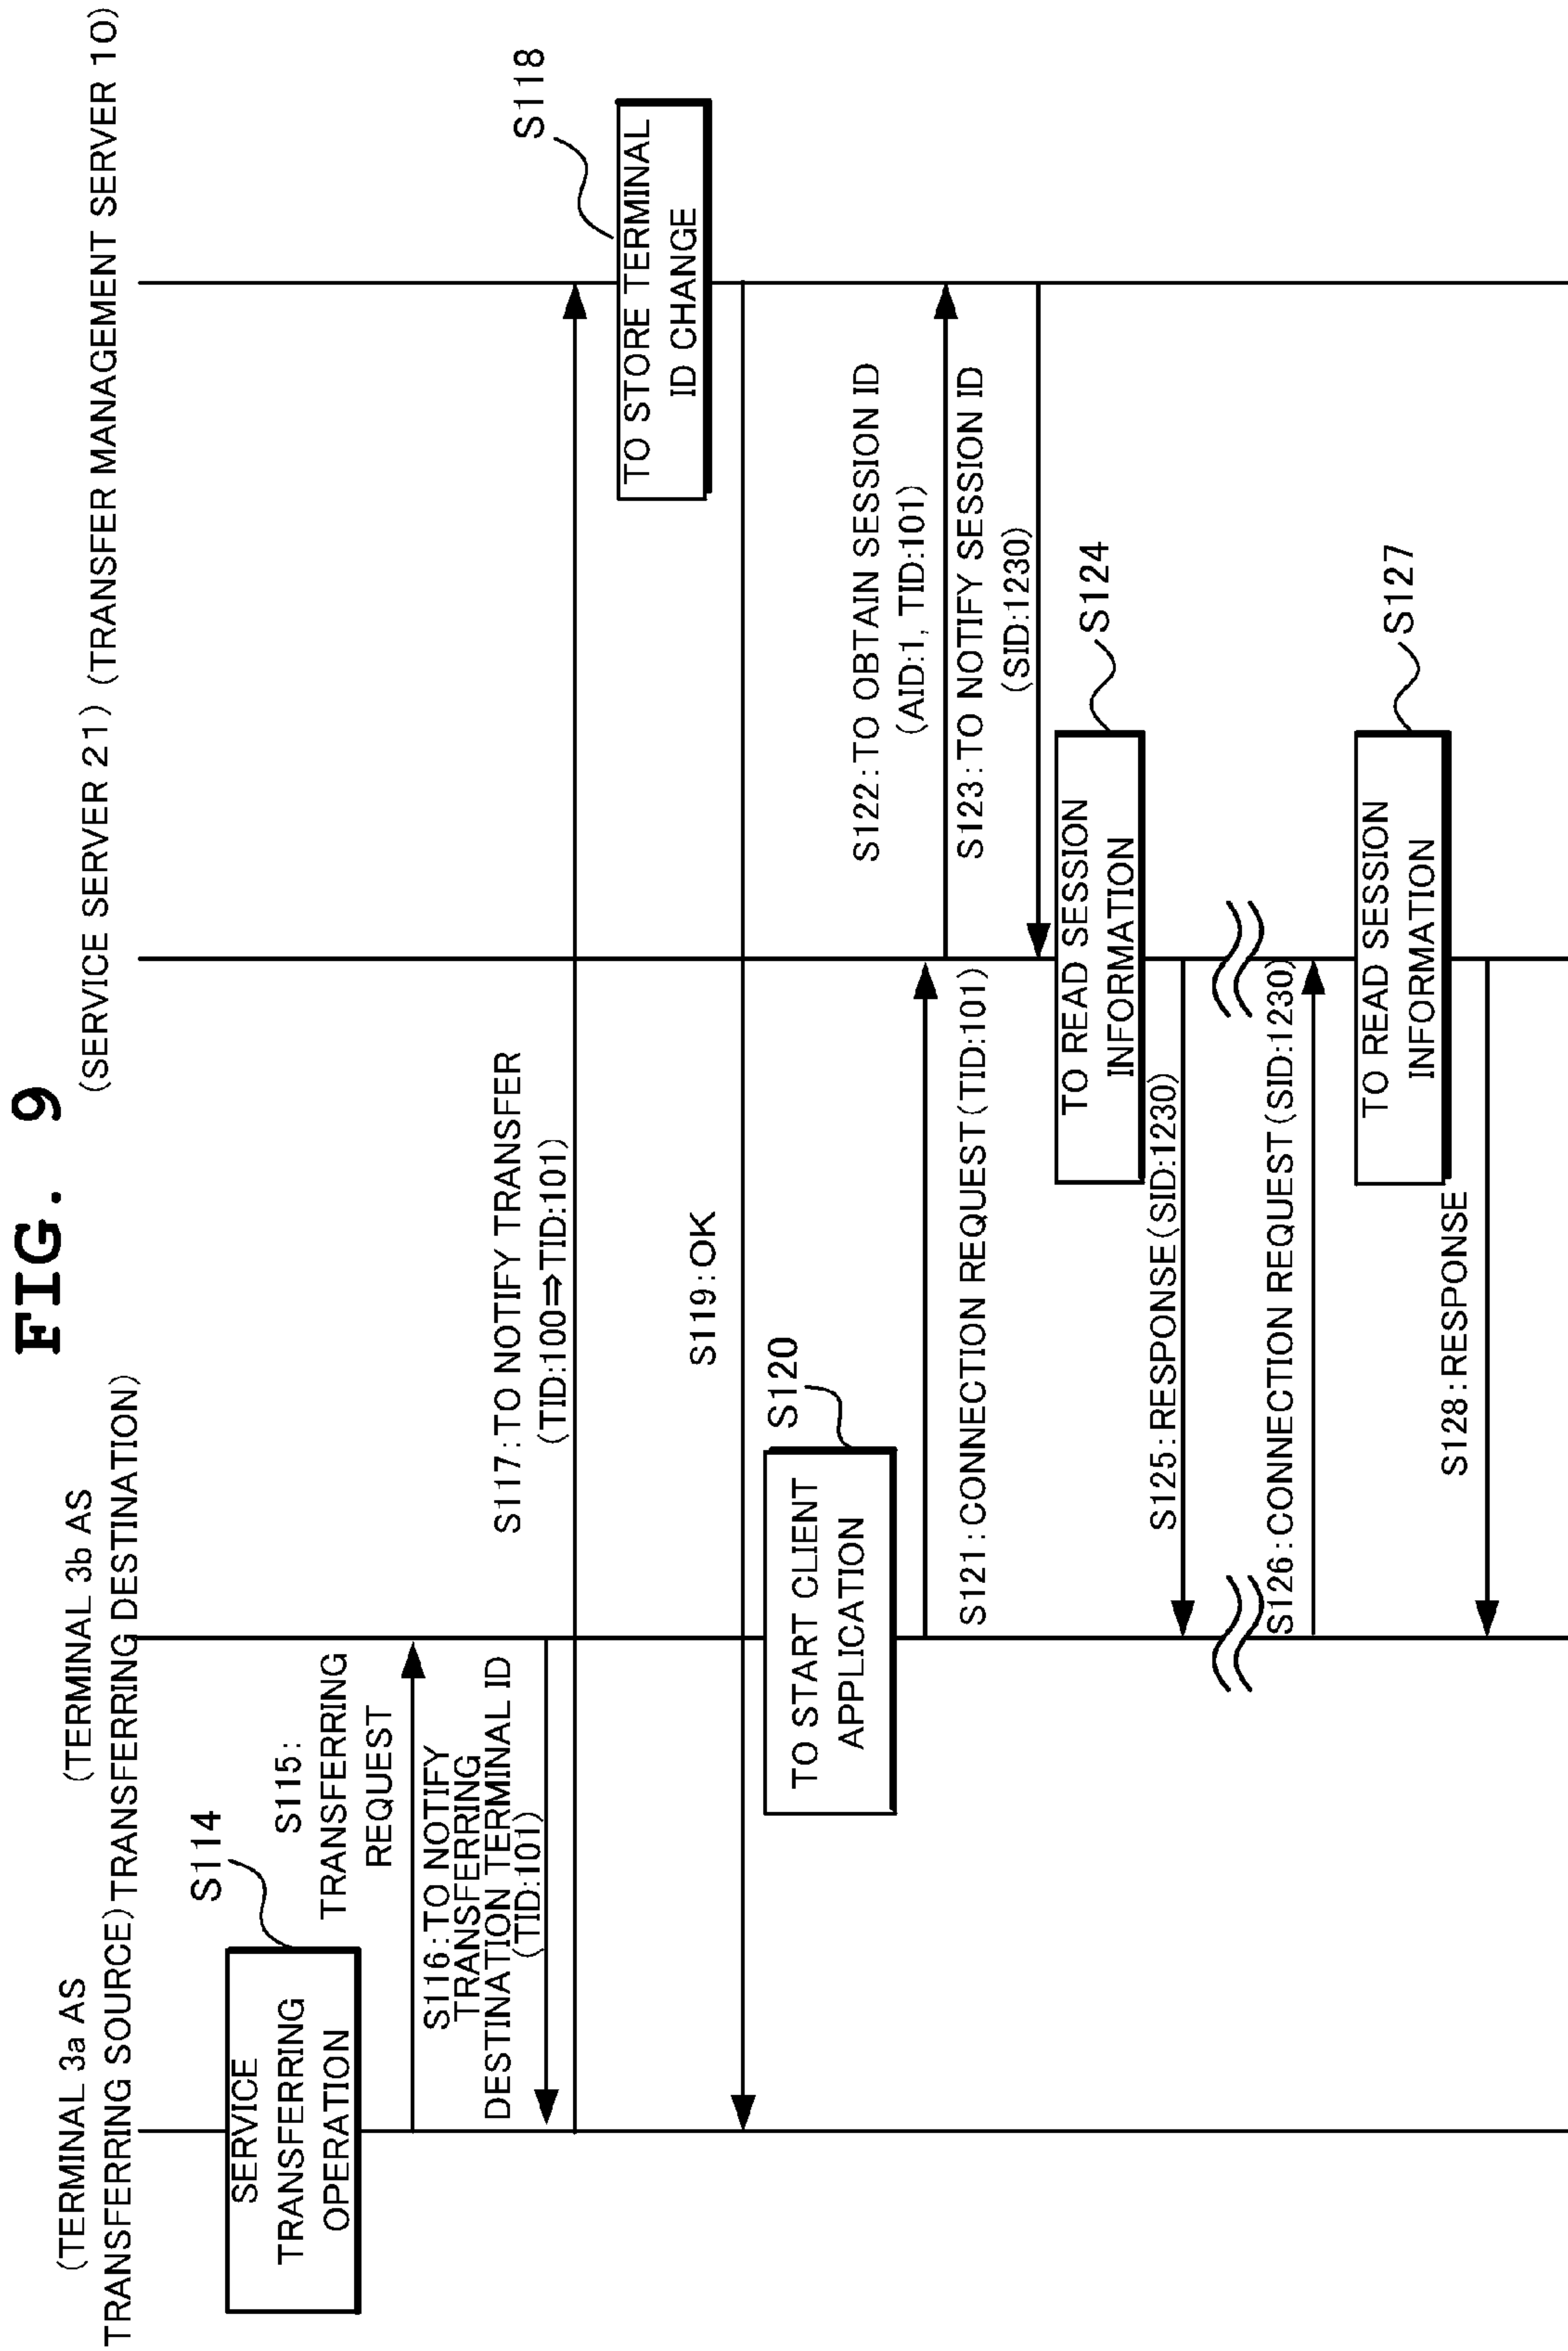 FIG. 9
(TERMINAL 3a AS
TRANSFERRING SOURCE)
(TERMINAL 3b AS
TRANSFERRING DESTINATION)
(SERVICE SERVER 21)
(TRANSFER MANAGEMENT SERVER 10)
S114
SERVICE
TRANSFERRING
OPERATION
S115:
TRANSFERRING
REQUEST
S116:TO NOTIFY
TRANSFERRING
DESTINATION TERMINAL ID
(TID:101)
S117:TO NOTIFY TRANSFER
(TID:100⇒TID:101)
S118
TO STORE TERMINAL
ID CHANGE
S119:OK
S120
TO START CLIENT
APPLICATION
S121:CONNECTION REQUEST(TID:101)
S122:TO OBTAIN SESSION ID
(AID:1, TID:101)
S123:TO NOTIFY SESSION ID
(SID:1230)
S124
TO READ SESSION
INFORMATION
S125:RESPONSE(SID:1230)
S126:CONNECTION REQUEST(SID:1230)
S127
TO READ SESSION
INFORMATION
S128:RESPONSE